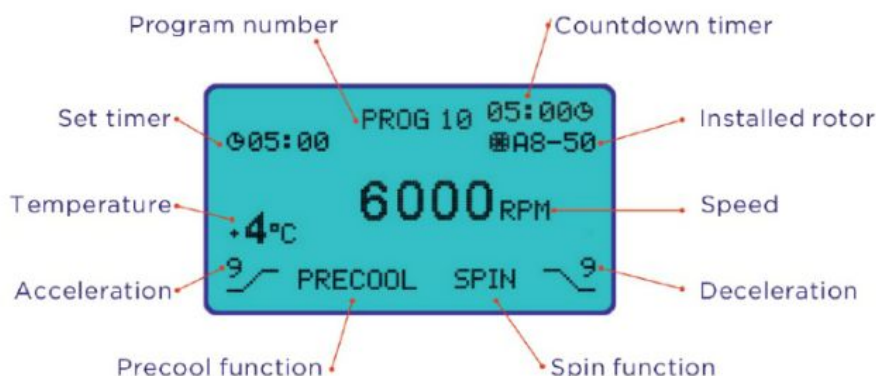 Program number
Countdown timer
Set timer
PROG 10
05:00
05:00
A8-50
Installed rotor
Temperature
6000 RPM
Speed
+4°C
9
PRECOOL
SPIN
9
Acceleration
Deceleration
Precool function
Spin function